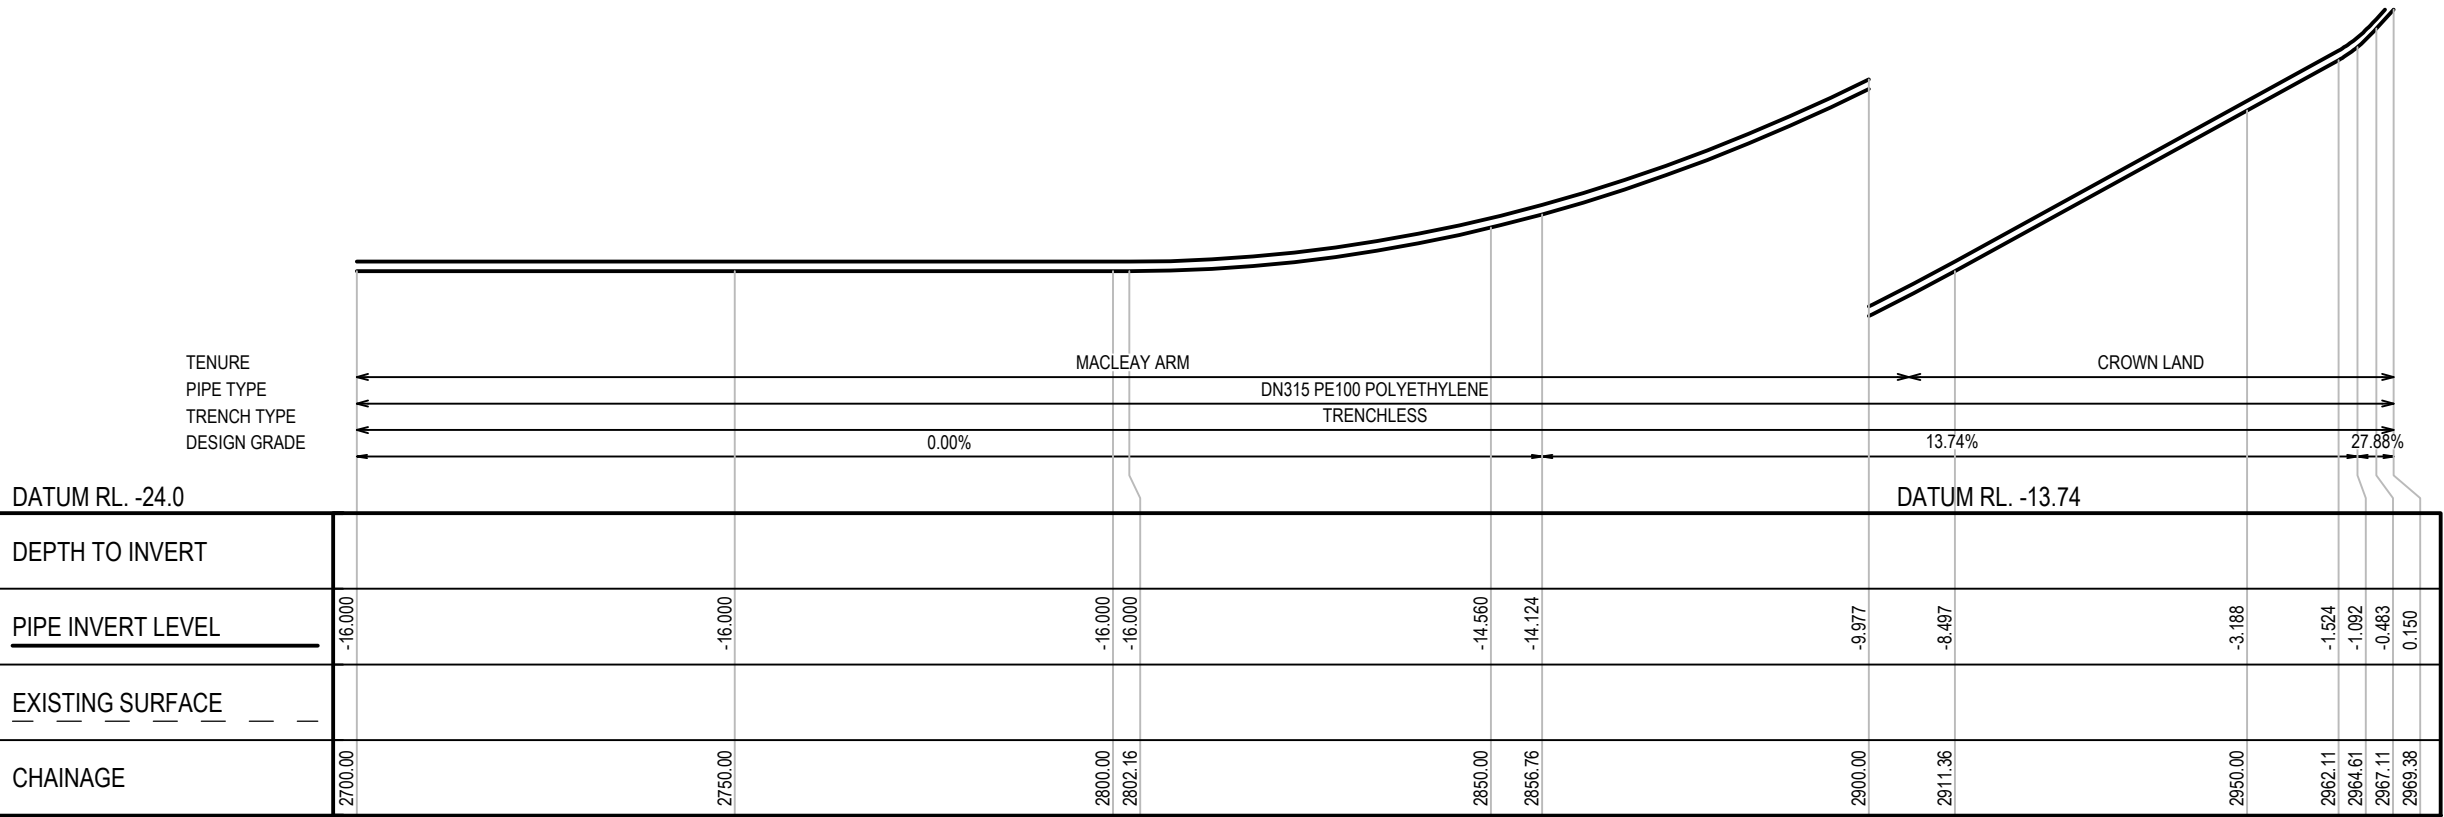 TENURE MACLEAY ARM CROWN LAND
PIPE TYPE DN315 PE100 POLYETHYLENE
TRENCH TYPE TRENCHLESS
DESIGN GRADE 0.00% 13.74% 27.88%
DATUM RL. -24.0 DATUM RL. -13.74
DEPTH TO INVERT
PIPE INVERT LEVEL -16.000 -16.000 -16.000 -16.000 -14.560 -14.124 -9.977 -8.497 -3.188 -1.524 -1.092 -0.483 0.150
EXISTING SURFACE
CHAINAGE 2700.00 2750.00 2800.00 2802.16 2850.00 2856.76 2900.00 2911.36 2950.00 2962.11 2964.61 2967.11 2969.38